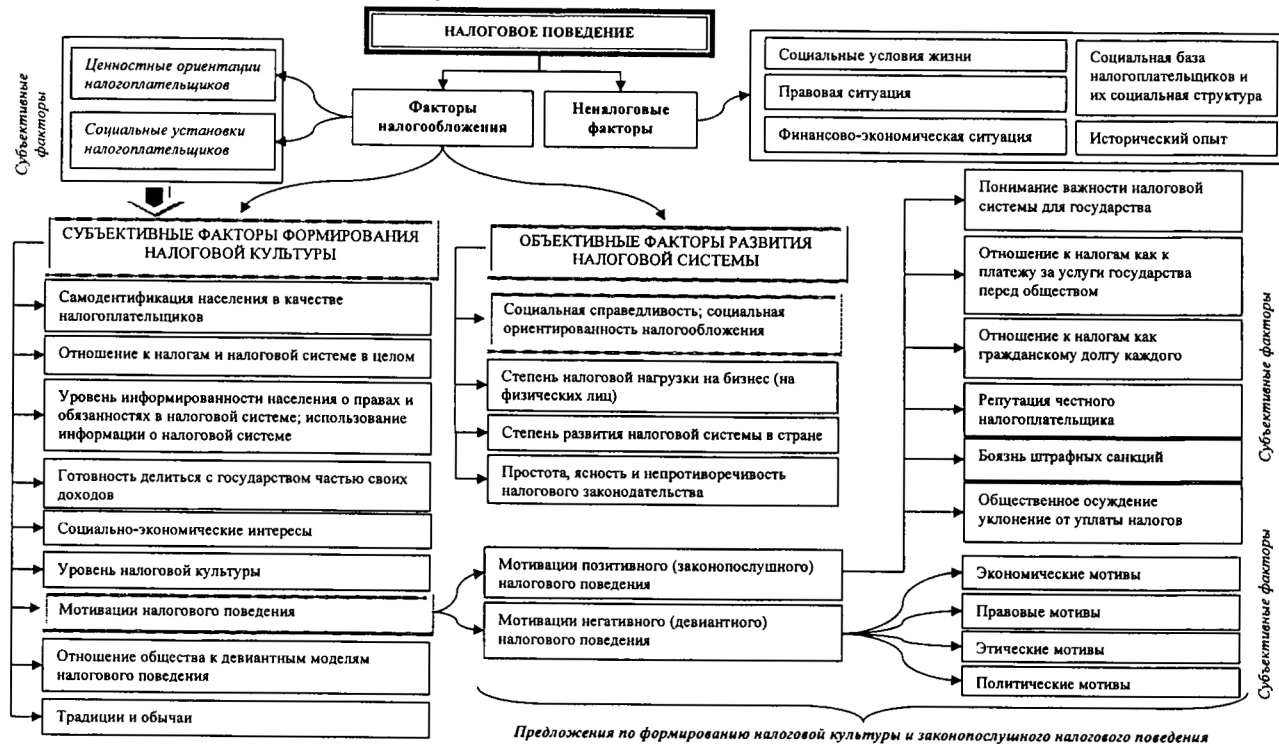 НАЛОГОВОЕ ПОВЕДЕНИЕ
Субъективные
факторы
Ценностные ориентации
налогоплательщиков
Социальные установки
налогоплательщиков
Факторы
налогообложения
Неналоговые
факторы
Социальные условия жизни
Правовая ситуация
Финансово-экономическая ситуация
Социальная база
налогоплательщиков и
их социальная структура
Исторический опыт
СУБЪЕКТИВНЫЕ ФАКТОРЫ ФОРМИРОВАНИЯ
НАЛОГОВОЙ КУЛЬТУРЫ
Самодентификация населения в качестве
налогоплательщиков
Отношение к налогам и налоговой системе в целом
Уровень информированности населения о правах и
обязанностях в налоговой системе; использование
информации о налоговой системе
Готовность делиться с государством частью своих
доходов
Социально-экономические интересы
Уровень налоговой культуры
Мотивации налогового поведения
Отношение общества к девиантным моделям
налогового поведения
Традиции и обычаи
ОБЪЕКТИВНЫЕ ФАКТОРЫ РАЗВИТИЯ
НАЛОГОВОЙ СИСТЕМЫ
Социальная справедливость; социальная
ориентированность налогообложения
Степень налоговой нагрузки на бизнес (на
физических лиц)
Степень развития налоговой системы в стране
Простота, ясность и непротиворечивость
налогового законодательства
Мотивации позитивного (законопослушного)
налогового поведения
Мотивации негативного (девиантного)
налогового поведения
Понимание важности налоговой
системы для государства
Отношение к налогам как к
платежу за услуги государства
перед обществом
Отношение к налогам как
гражданскому долгу каждого
Репутация честного
налогоплательщика
Боязнь штрафных санкций
Общественное осуждение
уклонение от уплаты налогов
Субъективные факторы
Экономические мотивы
Правовые мотивы
Этические мотивы
Политические мотивы
Субъективные факторы
Предложения по формированию налоговой культуры и законопослушного налогового поведения